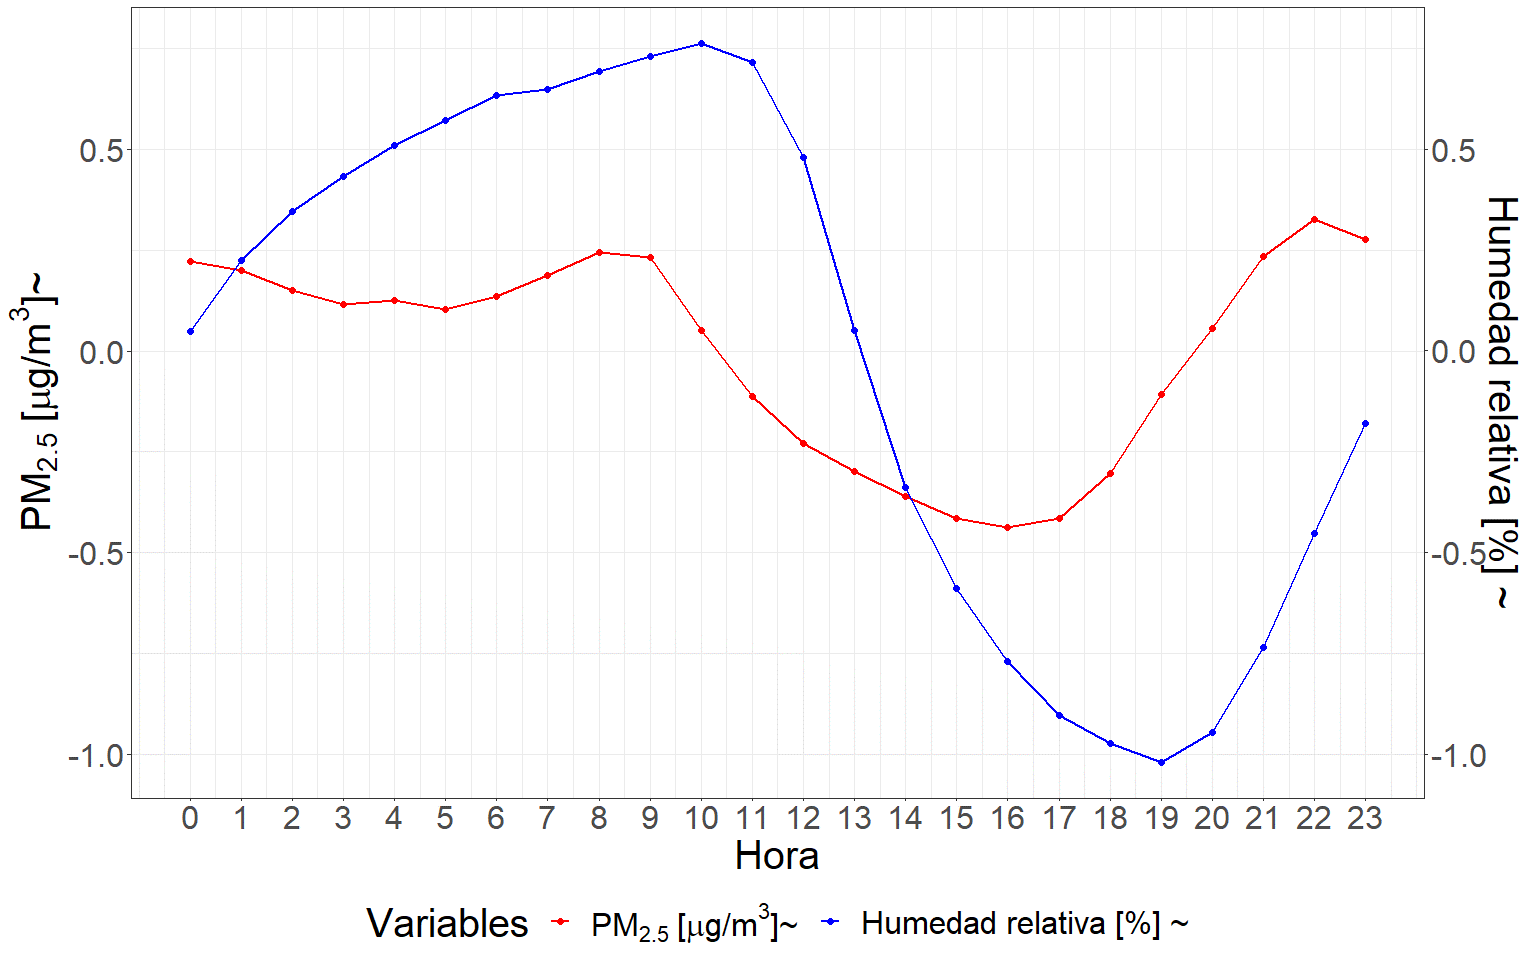 PM2.5 [μg/m3]~
0.5
0.0
-0.5
-1.0
0.5
0.0
-0.5
-1.0
Humedad relativa [%] ~
0 1 2 3 4 5 6 7 8 9 10 11 12 13 14 15 16 17 18 19 20 21 22 23
Hora
Variables PM2.5 [μg/m3]~ Humedad relativa [%] ~